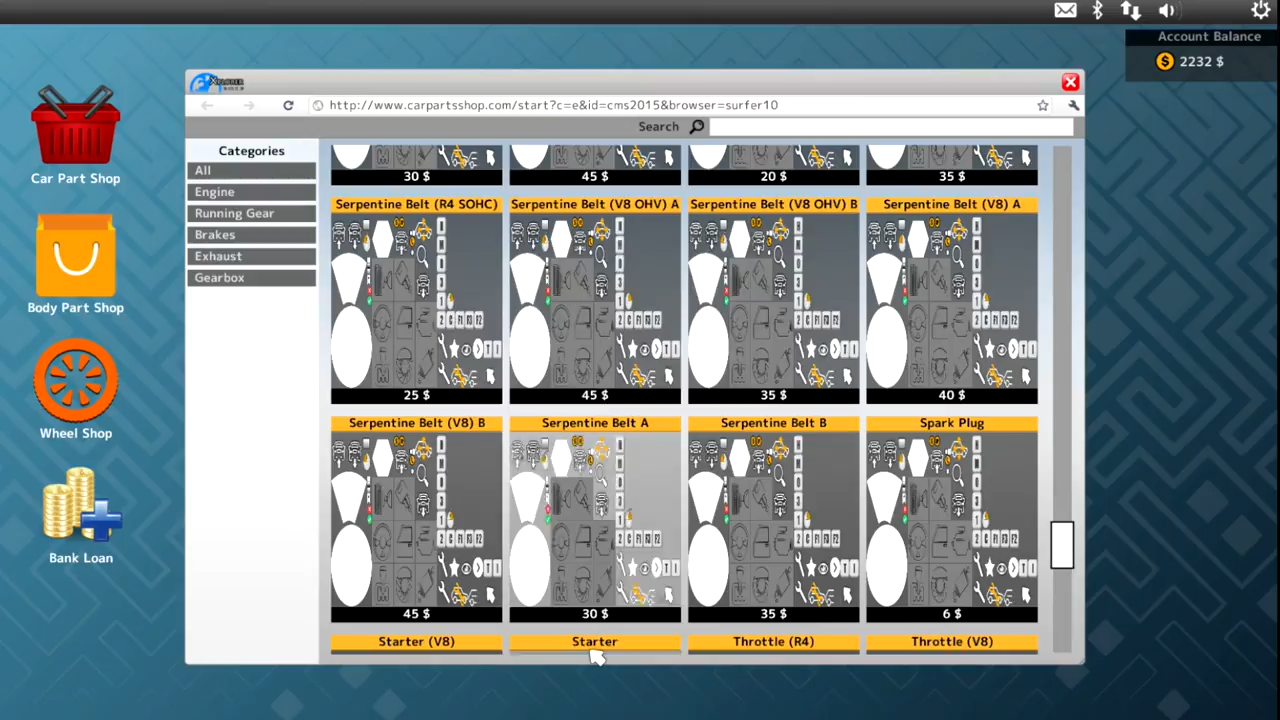 Account Balance
$ 2232 $
http://www.carpartsshop.com/start?c=e&id=cms2015&browser=surfer10
Search
Categories
All
Engine
Running Gear
Brakes
Exhaust
Gearbox
Car Part Shop
Body Part Shop
Wheel Shop
Bank Loan
30 $
45 $
20 $
35 $
Serpentine Belt (R4 SOHC)
Serpentine Belt (V8 OHV) A
Serpentine Belt (V8 OHV) B
Serpentine Belt (V8) A
25 $
45 $
35 $
40 $
Serpentine Belt (V8) B
Serpentine Belt A
Serpentine Belt B
Spark Plug
45 $
30 $
35 $
6 $
Starter (V8)
Starter
Throttle (R4)
Throttle (V8)